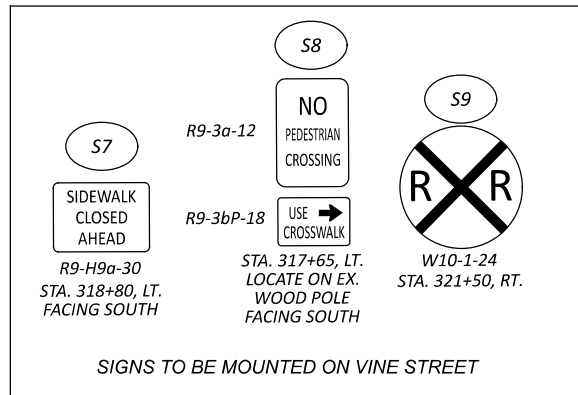 S7
SIDEWALK
CLOSED
AHEAD
R9-H9a-30
STA. 318+80, LT.
FACING SOUTH
S8
R9-3a-12
NO
PEDESTRIAN
CROSSING
R9-3bP-18
USE
CROSSWALK
STA. 317+65, LT.
LOCATE ON EX.
WOOD POLE
FACING SOUTH
S9
R R
W10-1-24
STA. 321+50, RT.
SIGNS TO BE MOUNTED ON VINE STREET